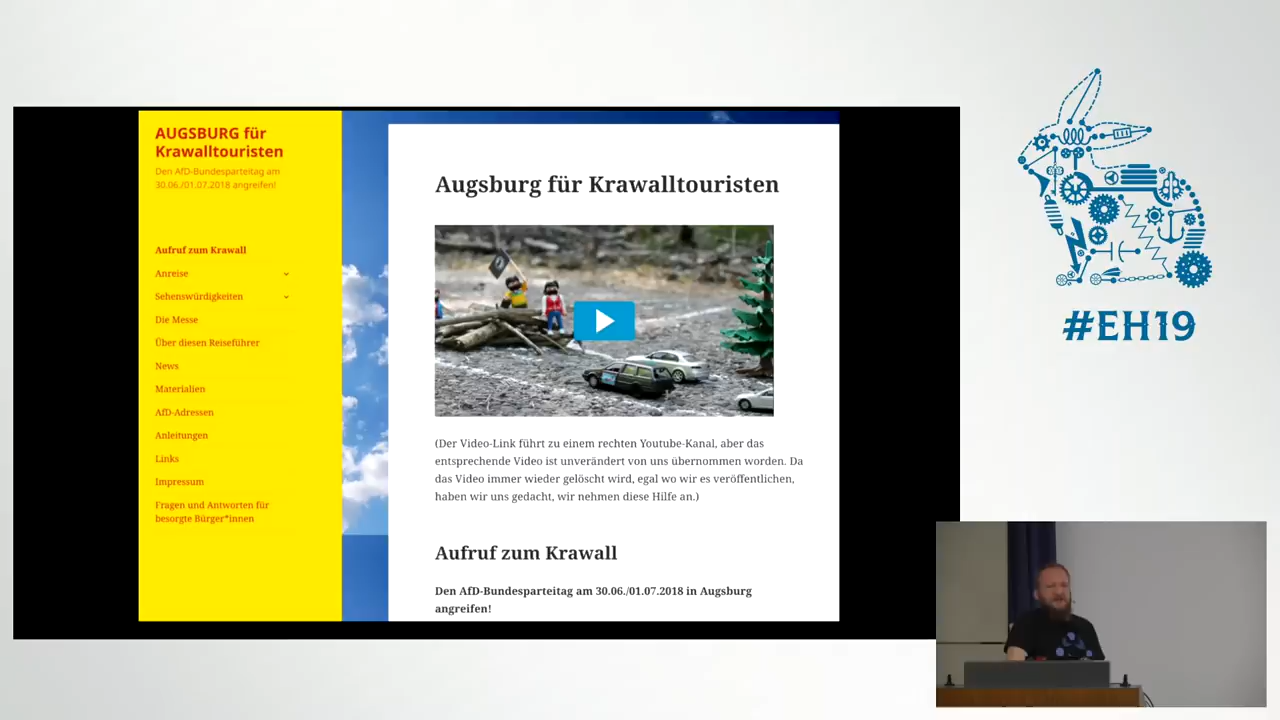 AUGSBURG für
Krawalltouristen
Den AfD-Bundesparteitag am
30.06./01.07.2018 angreifen!
Aufruf zum Krawall
Anreise
Sehenswürdigkeiten
Die Messe
Über diesen Reiseführer
News
Materialien
AfD-Adressen
Anleitungen
Links
Impressum
Fragen und Antworten für
besorgte Bürger*innen
Augsburg für Krawalltouristen
(Der Video-Link führt zu einem rechten Youtube-Kanal, aber das
entsprechende Video ist unverändert von uns übernommen worden. Da
das Video immer wieder gelöscht wird, egal wo wir es veröffentlichen,
haben wir uns gedacht, wir nehmen diese Hilfe an.)
Aufruf zum Krawall
Den AfD-Bundesparteitag am 30.06./01.07.2018 in Augsburg
angreifen!
#EH19